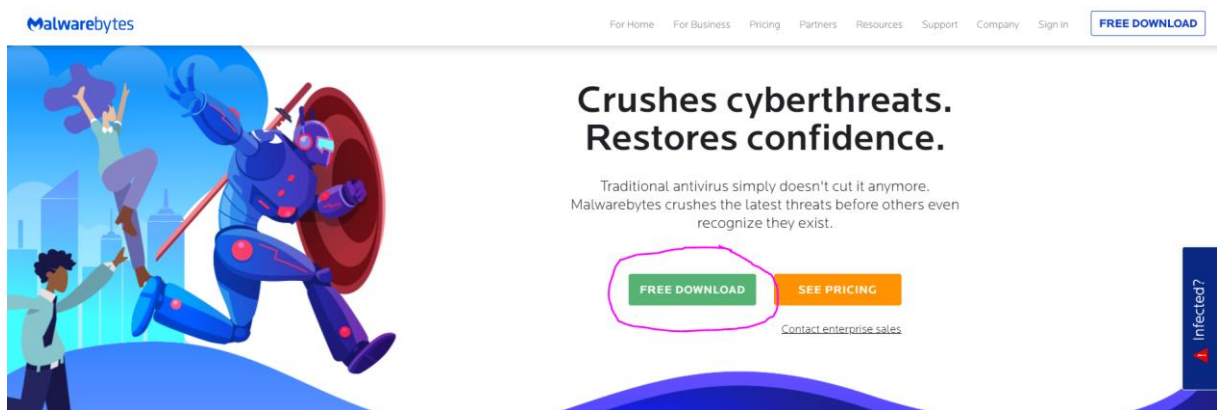 Malwarebytes
For Home For Business Pricing Partners Resources Support Company Sign in FREE DOWNLOAD
Crushes cyberthreats.
Restores confidence.
Traditional antivirus simply doesn't cut it anymore.
Malwarebytes crushes the latest threats before others even
recognize they exist.
FREE DOWNLOAD SEE PRICING
Contact enterprise sales
Infected?